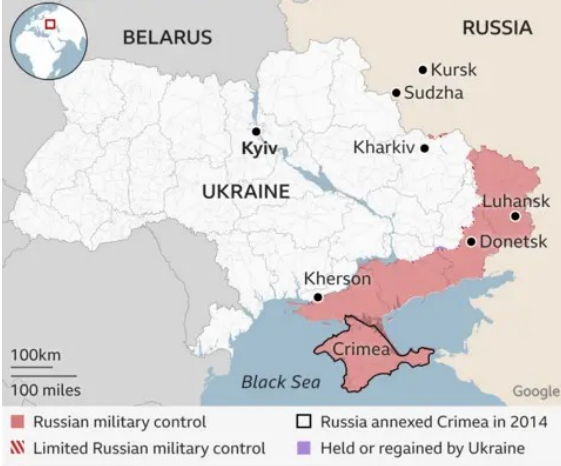 BELARUS
RUSSIA
Kursk
Sudzha
Kyiv
Kharkiv
UKRAINE
Luhansk
Donetsk
Kherson
Crimea
100km
100 miles
Black Sea
Google
Russian military control
Russia annexed Crimea in 2014
Limited Russian military control
Held or regained by Ukraine